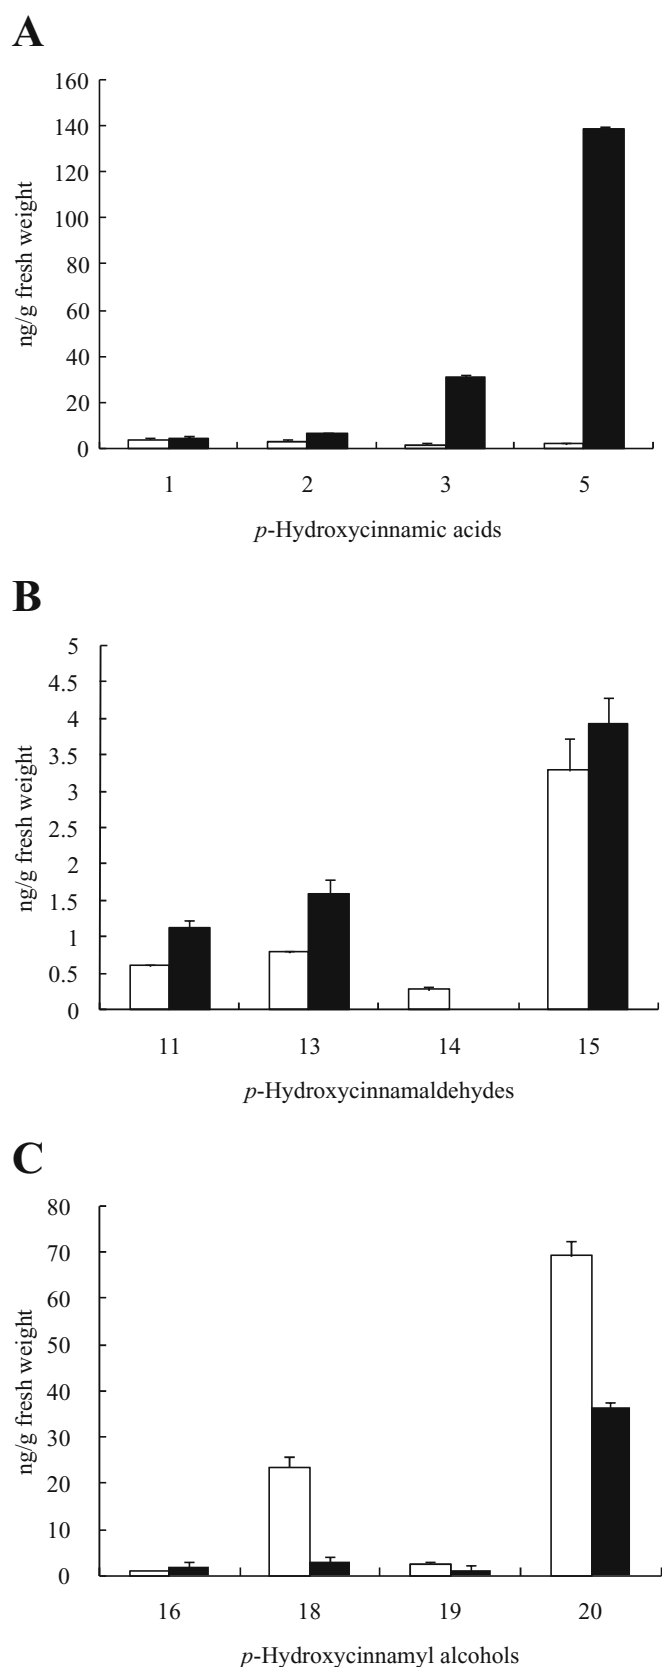 A
160
140
120
100
80
60
40
20
0
ng/g fresh weight
1 2 3 5
p-Hydroxycinnamic acids
B
5
4.5
4
3.5
3
2.5
2
1.5
1
0.5
0
ng/g fresh weight
11 13 14 15
p-Hydroxycinnamaldehydes
C
80
70
60
50
40
30
20
10
0
ng/g fresh weight
16 18 19 20
p-Hydroxycinnamyl alcohols